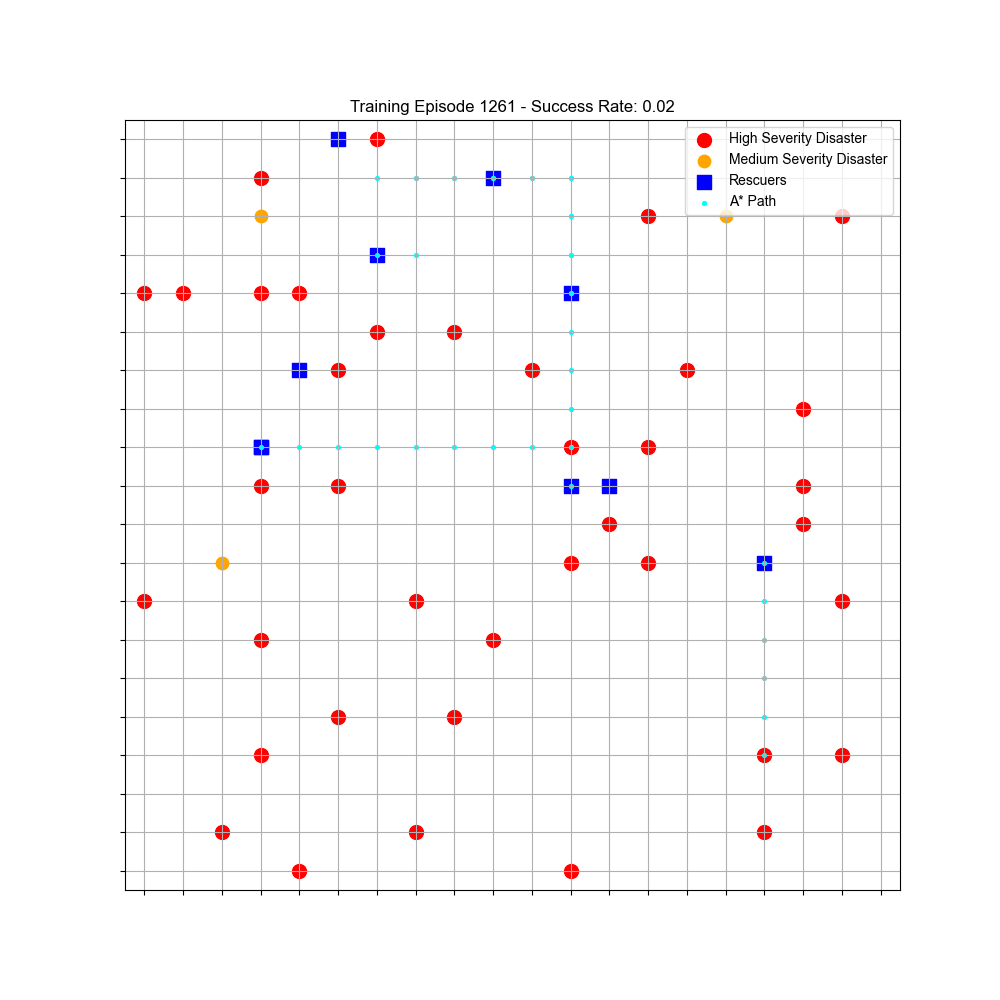 Training Episode 1261 - Success Rate: 0.02
High Severity Disaster
Medium Severity Disaster
Rescuers
A* Path